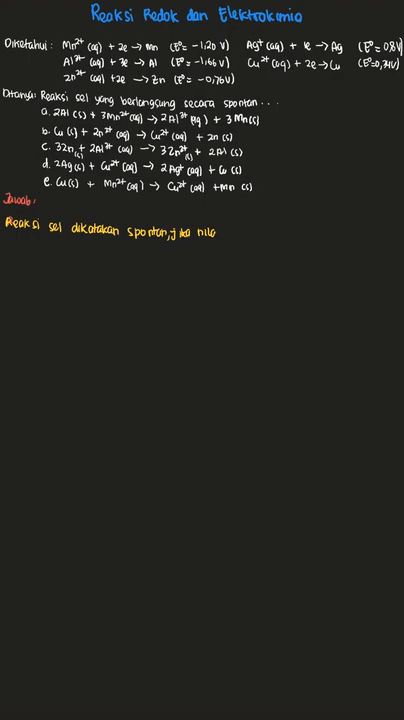 Reaksi Redok dan Elektrokimia
Diketahui: Mn²⁺ (aq) + 2e → Mn (E° = -1,20 V) Ag⁺ (aq) + 1e → Ag (E° = 0,8 V)
Al³⁺ (aq) + 3e → Al (E° = -1,66 V) Cu²⁺ (aq) + 2e → Cu (E° = 0,34 V)
Zn²⁺ (aq) + 2e → Zn (E° = -0,76 V)
Ditanya: Reaksi sel yang berlangsung secara spontan...
a. 2Al(s) + 3Mn²⁺(aq) → 2Al³⁺(aq) + 3Mn(s)
b. Cu(s) + Zn²⁺(aq) → Cu²⁺(aq) + Zn(s)
c. 3Zn(s) + 2Al³⁺(aq) → 3Zn²⁺(s) + 2Al(s)
d. 2Ag(s) + Cu²⁺(aq) → 2Ag⁺(aq) + Cu(s)
e. Cu(s) + Mn²⁺(aq) → Cu²⁺(aq) + Mn(s)
Jawab:
Reaksi sel dikatakan spontan, jika nila